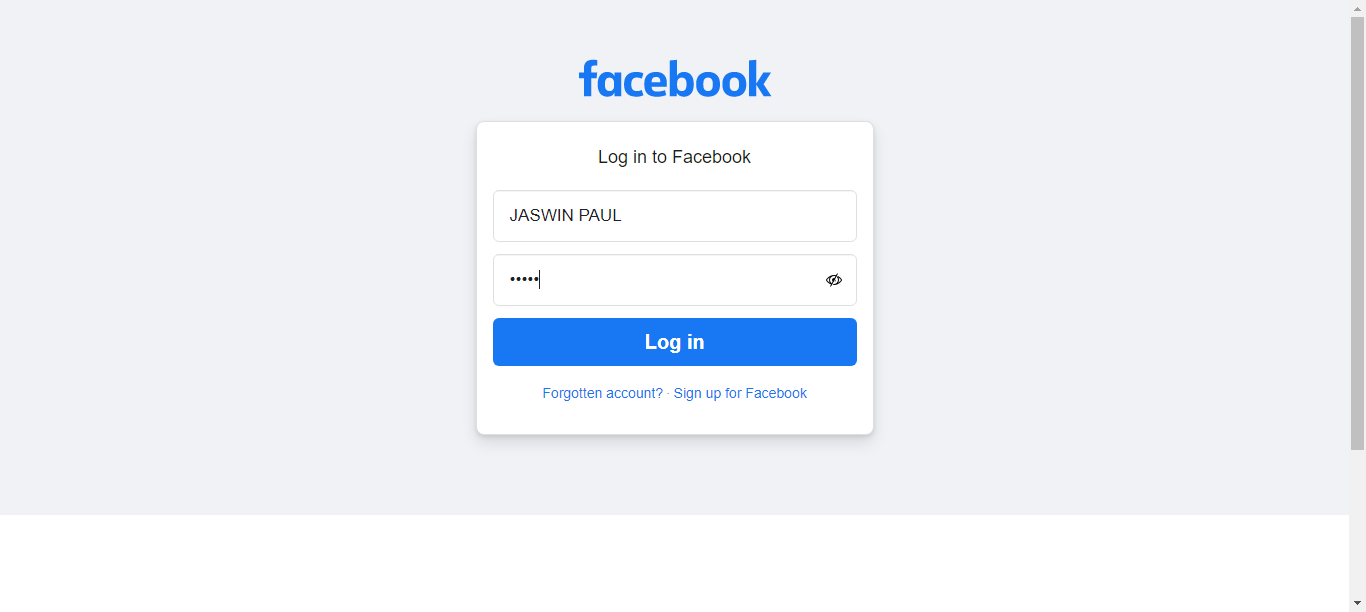 facebook
Log in to Facebook
JASWIN PAUL
•••••
Log in
Forgotten account? · Sign up for Facebook